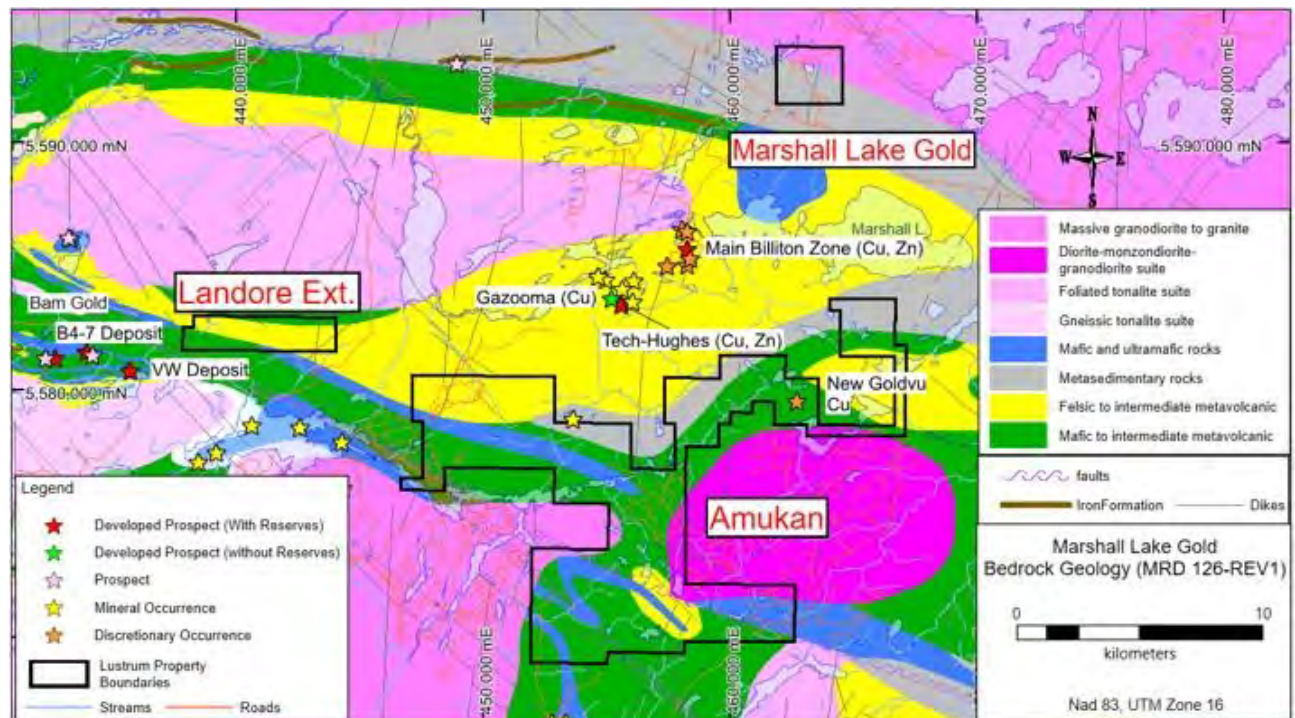 440,000 mE
450,000 mE
460,000 mE
470,000 mE
480,000 mE
5,590,000 mN
5,590,000 mN
N
W E
S
Marshall Lake Gold
Marshall L.
Main Billiton Zone (Cu, Zn)
Gazooma (Cu)
Tech-Hughes (Cu, Zn)
Landore Ext.
Bam Gold
B4-7 Deposit
VW Deposit
5,580,000 mN
New Goldvu
Cu
Amukan
450,000 mE
460,000 mE
Massive granodiorite to granite
Diorite-monzondiorite-
granodiorite suite
Foliated tonalite suite
Gneissic tonalite suite
Mafic and ultramafic rocks
Metasedimentary rocks
Felsic to intermediate metavolcanic
Mafic to intermediate metavolcanic
faults
IronFormation
Dikes
Marshall Lake Gold
Bedrock Geology (MRD 126-REV1)
0 10
kilometers
Nad 83, UTM Zone 16
Legend
Developed Prospect (With Reserves)
Developed Prospect (without Reserves)
Prospect
Mineral Occurrence
Discretionary Occurrence
Lustrum Property
Boundaries
Streams
Roads